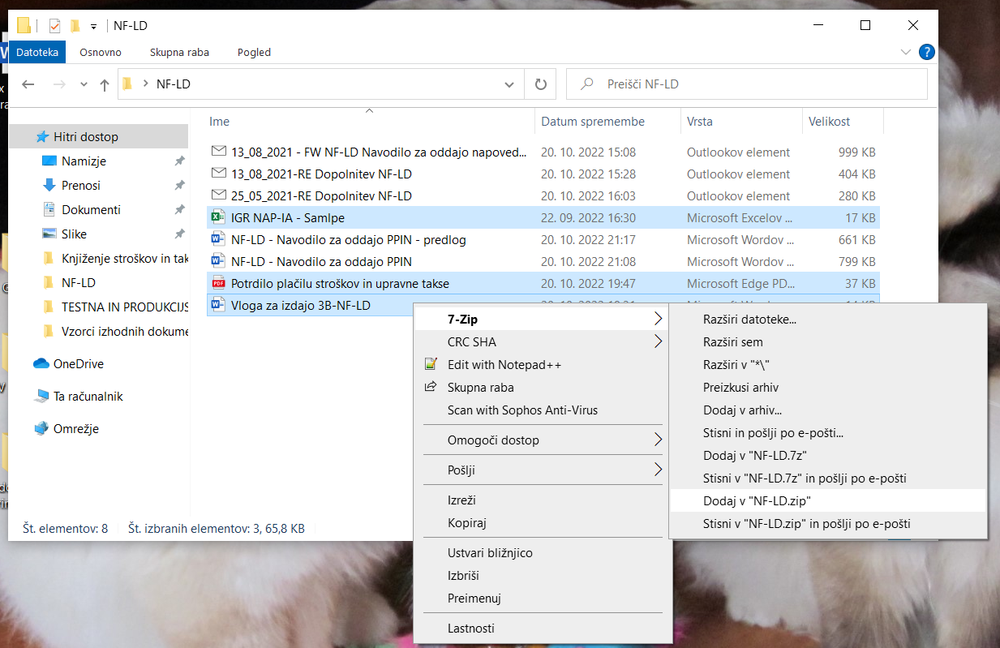 NF-LD
Datoteka Osnovno Skupna raba Pogled ?
NF-LD Preišči NF-LD
Ime Datum spremembe Vrsta Velikost
Hitri dostop
Namizje
Prenosi
Dokumenti
Slike
Knjiženje stroškov in tak
NF-LD
TESTNA IN PRODUKCIJS
Vzorci izhodnih dokume
OneDrive
Ta računalnik
Omrežje
13_08_2021 - FW NF-LD Navodilo za oddajo napoved... 20. 10. 2022 15:08 Outlookov element 999 KB
13_08_2021-RE Dopolnitev NF-LD 20. 10. 2022 15:28 Outlookov element 404 KB
25_05_2021-RE Dopolnitev NF-LD 20. 10. 2022 16:03 Outlookov element 280 KB
IGR NAP-IA - Samlpe 22. 09. 2022 16:30 Microsoft Excelov ... 17 KB
NF-LD - Navodilo za oddajo PPIN - predlog 20. 10. 2022 21:17 Microsoft Wordov ... 661 KB
NF-LD - Navodilo za oddajo PPIN 20. 10. 2022 21:08 Microsoft Wordov ... 799 KB
PDF Potrdilo plačilu stroškov in upravne takse 20. 10. 2022 19:47 Microsoft Edge PD... 37 KB
Vloga za izdajo 3B-NF-LD
7-Zip
CRC SHA
Edit with Notepad++
Skupna raba
Scan with Sophos Anti-Virus
Omogoči dostop
Pošlji
Izreži
Kopiraj
Ustvari bližnjico
Izbriši
Preimenuj
Lastnosti
Razširi datoteke...
Razširi sem
Razširi v "*\"
Preizkusi arhiv
Dodaj v arhiv...
Stisni in pošlji po e-pošti...
Dodaj v "NF-LD.7z"
Stisni v "NF-LD.7z" in pošlji po e-pošti
Dodaj v "NF-LD.zip"
Stisni v "NF-LD.zip" in pošlji po e-pošti
Št. elementov: 8 Št. izbranih elementov: 3, 65,8 KB